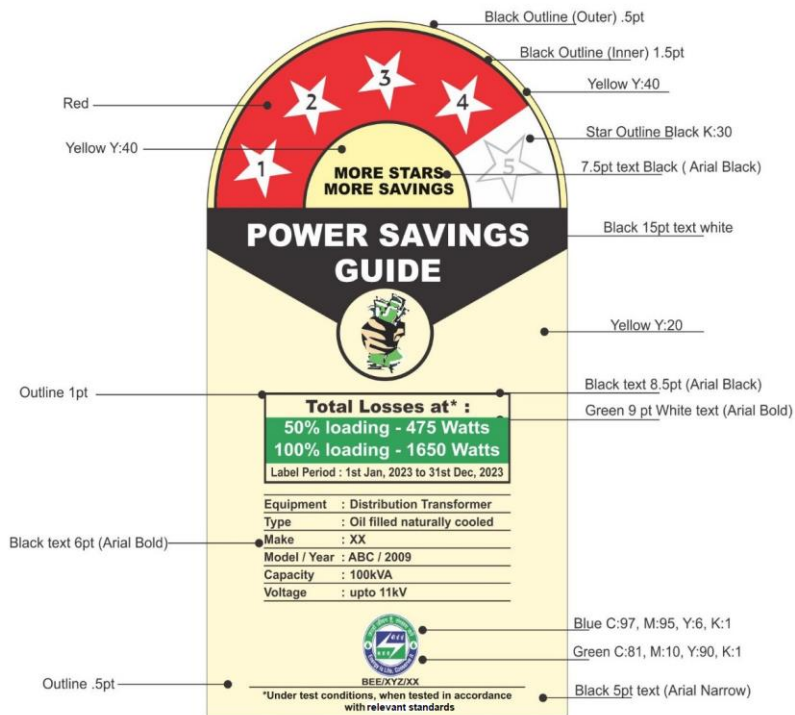 Black Outline (Outer) .5pt
Black Outline (Inner) 1.5pt
Yellow Y:40
Red
Star Outline Black K:30
Yellow Y:40
7.5pt text Black ( Arial Black)
1
2
3
4
5
MORE STARS
MORE SAVINGS
POWER SAVINGS
GUIDE
Black 15pt text white
Yellow Y:20
Outline 1pt
Black text 8.5pt (Arial Black)
Green 9 pt White text (Arial Bold)
Total Losses at* :
50% loading - 475 Watts
100% loading - 1650 Watts
Label Period : 1st Jan, 2023 to 31st Dec, 2023
Equipment : Distribution Transformer
Type : Oil filled naturally cooled
Black text 6pt (Arial Bold)
Make : XX
Model / Year : ABC / 2009
Capacity : 100kVA
Voltage : upto 11kV
Blue C:97, M:95, Y:6, K:1
Green C:81, M:10, Y:90, K:1
BEE/XYZ/XX
Outline .5pt
Black 5pt text (Arial Narrow)
*Under test conditions, when tested in accordance
with relevant standards